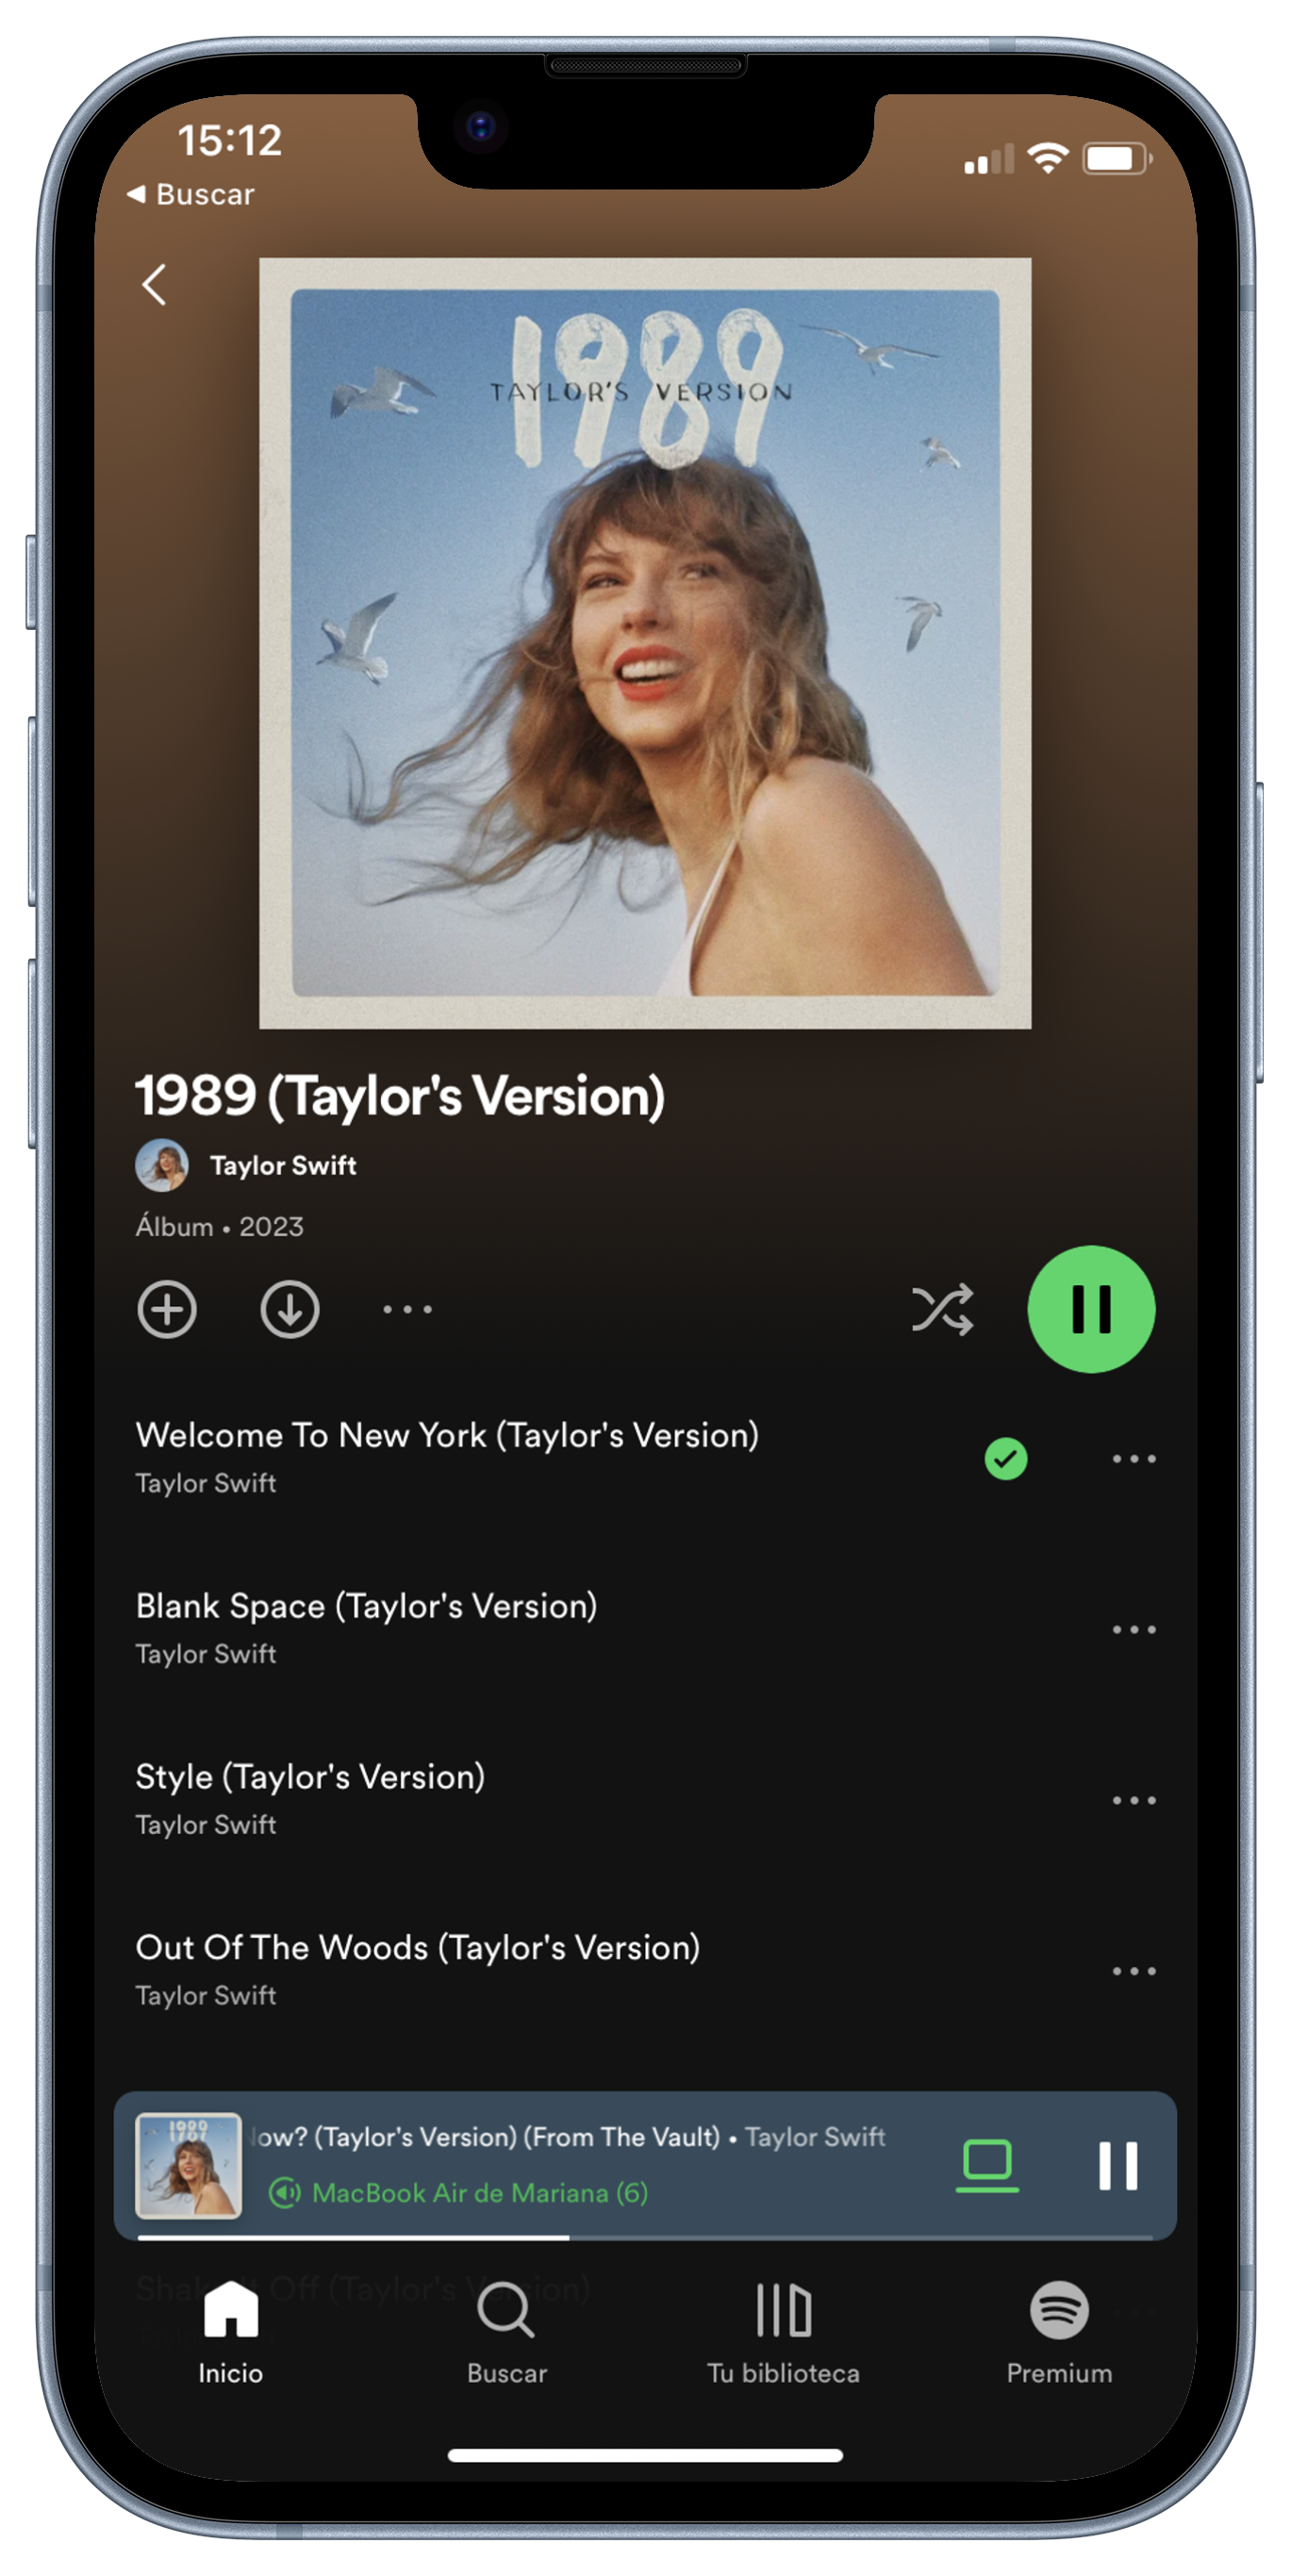 15:12
◀ Buscar
1989
TAYLOR'S VERSION
1989 (Taylor's Version)
Taylor Swift
Álbum • 2023
Welcome To New York (Taylor's Version)
Taylor Swift
Blank Space (Taylor's Version)
Taylor Swift
Style (Taylor's Version)
Taylor Swift
Out Of The Woods (Taylor's Version)
Taylor Swift
1989
(Taylor's Version) (From The Vault) • Taylor Swift
MacBook Air de Mariana (6)
Shake It Off (Taylor's Version)
Inicio
Buscar
Tu biblioteca
Premium